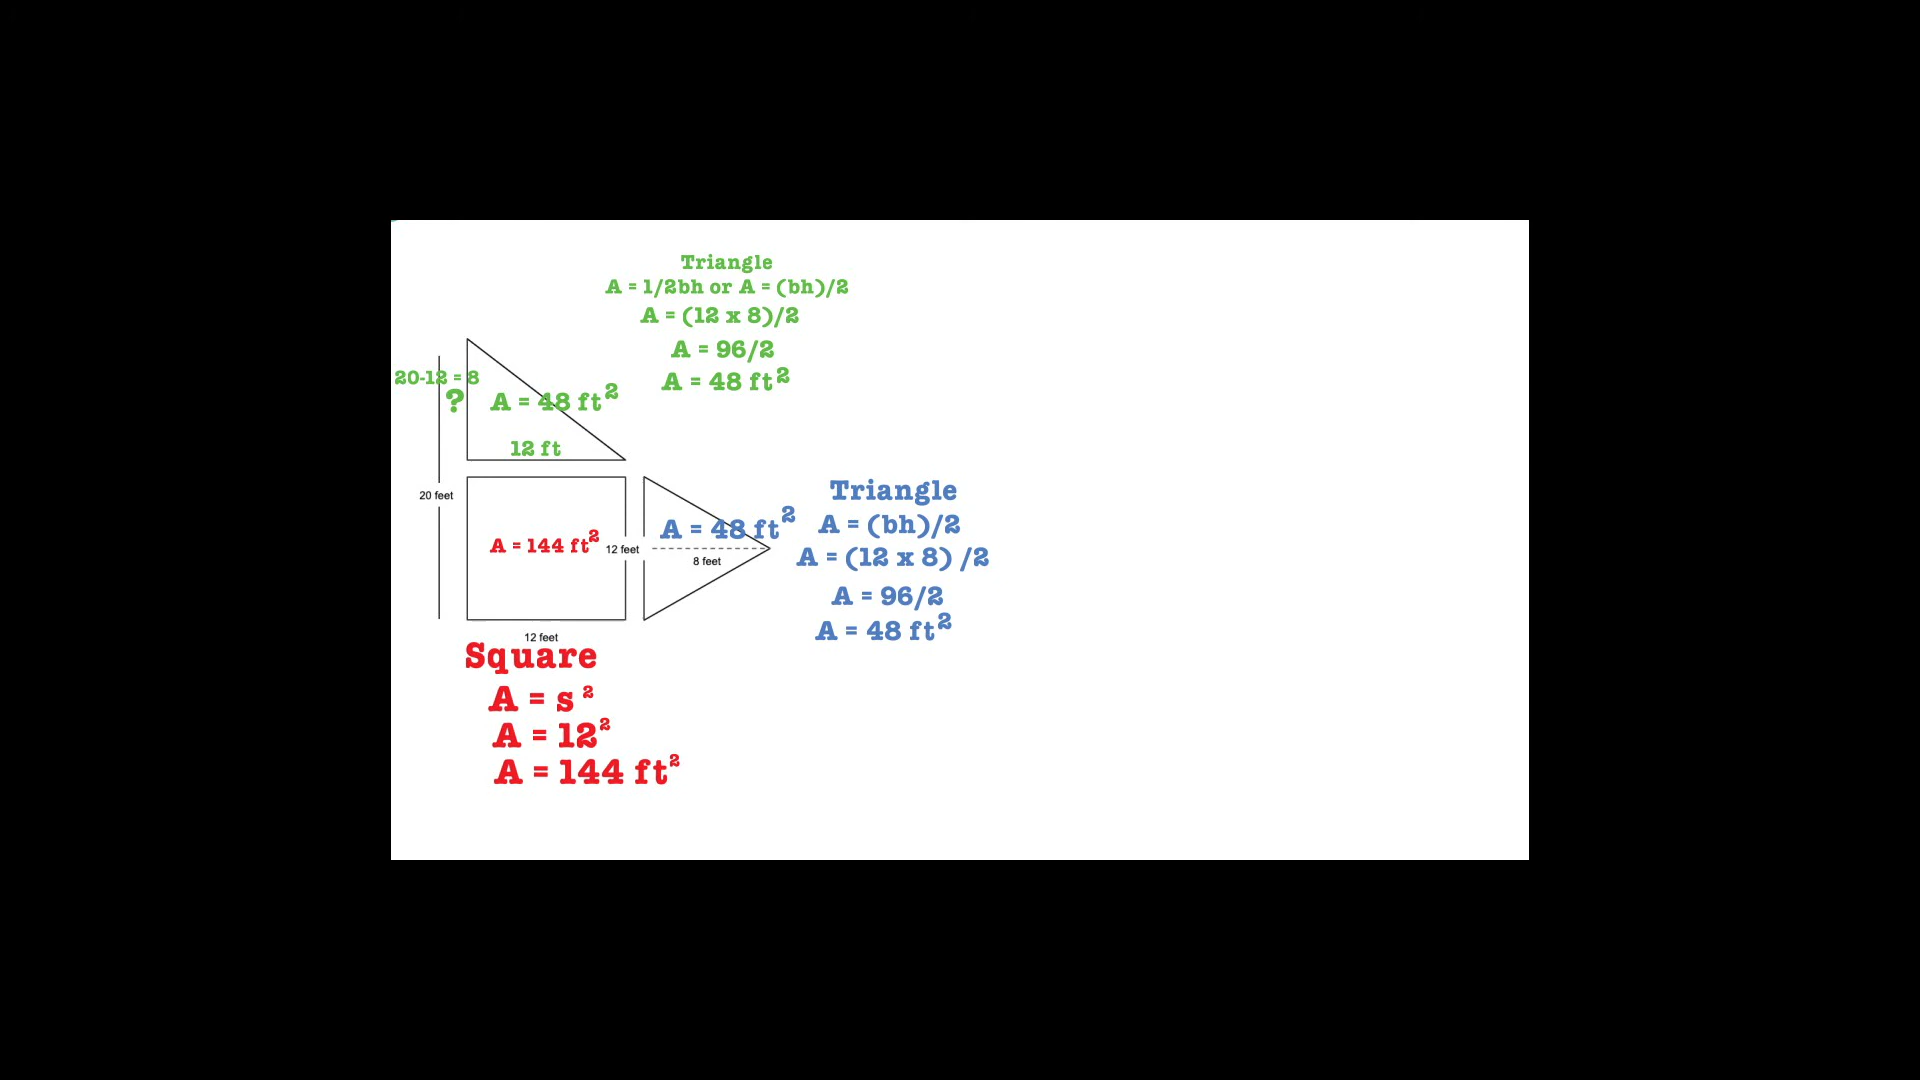 Triangle
A = 1/2bh or A = (bh)/2
A = (12 x 8)/2
A = 96/2
A = 48 ft²
20-12 = 8
?
A = 48 ft²
12 ft
20 feet
A = 144 ft²
12 feet
A = 48 ft²
8 feet
Triangle
A = (bh)/2
A = (12 x 8) /2
A = 96/2
A = 48 ft²
12 feet
Square
A = s ²
A = 12²
A = 144 ft²